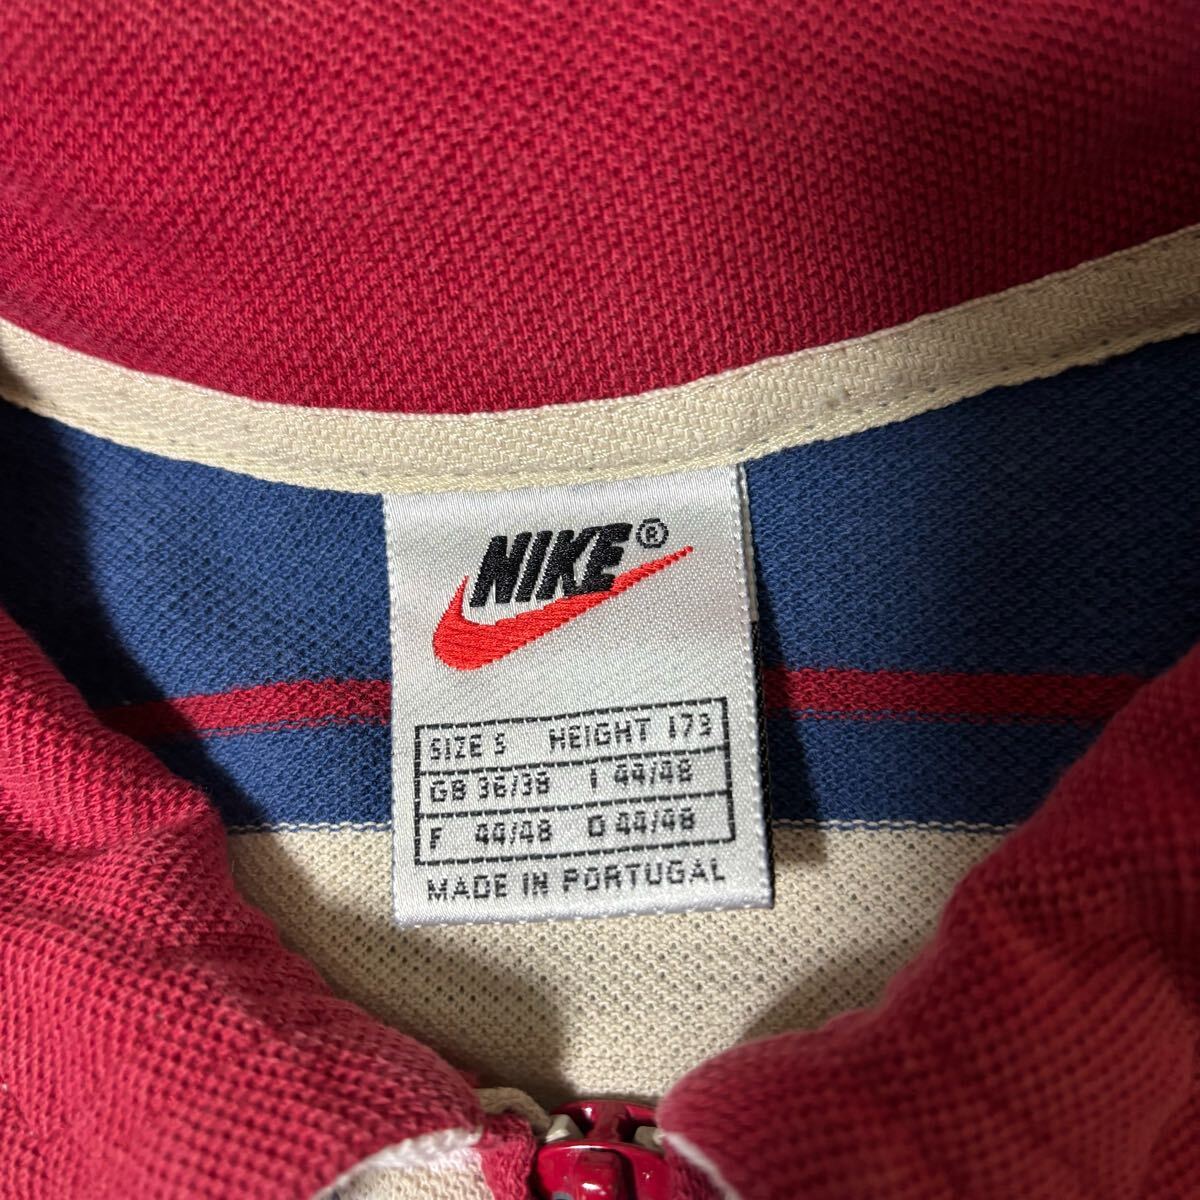 NIKE®
SIZE S HEIGHT 173
GB 36/38 I 44/48
F 44/48 D 44/48
MADE IN PORTUGAL